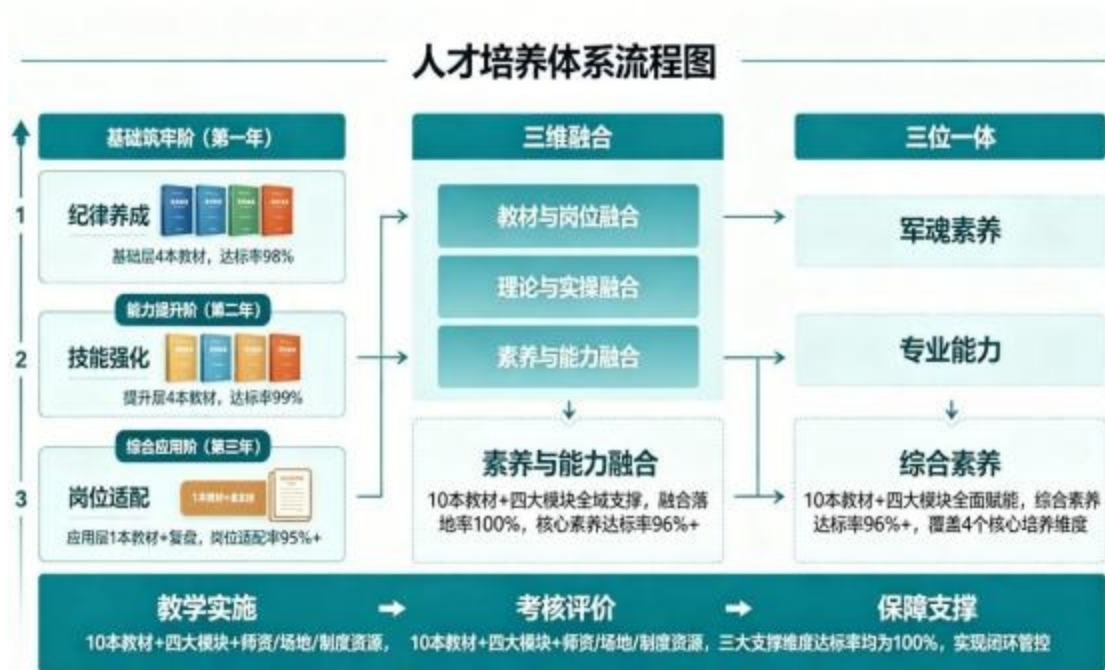 人才培养体系流程图
基础筑牢阶（第一年）
1
纪律养成
基础层4本教材，达标率98%
能力提升阶（第二年）
2
技能强化
提升层4本教材，达标率99%
综合应用阶（第三年）
3
岗位适配
应用层1本教材+复盘，岗位适配率95%+
三维融合
教材与岗位融合
理论与实操融合
素养与能力融合
素养与能力融合
10本教材+四大模块全域支撑，融合落
地率100%，核心素养达标率96%+
三位一体
军魂素养
专业能力
综合素养
10本教材+四大模块全面赋能，综合素养
达标率96%+，覆盖4个核心培养维度
教学实施
10本教材+四大模块+师资/场地/制度资源，
考核评价
保障支撑
10本教材+四大模块+师资/场地/制度资源，三大支撑维度达标率均为100%，实现闭环管控